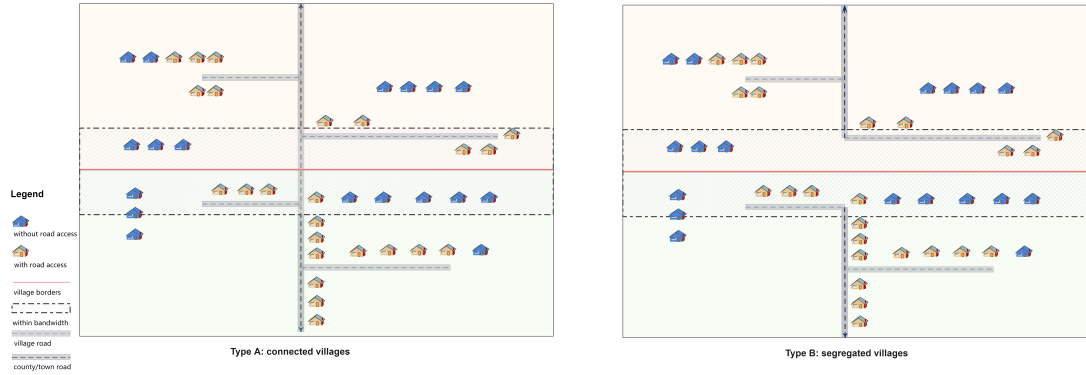 Legend
without road access
with road access
village borders
within bandwidth
village road
county/town road
Type A: connected villages
Type B: segregated villages